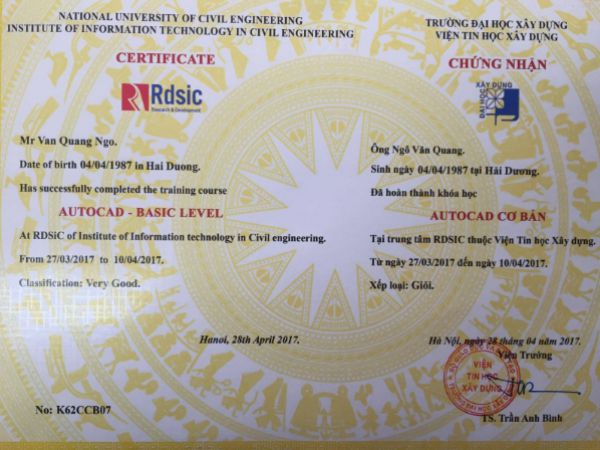 NATIONAL UNIVERSITY OF CIVIL ENGINEERING
INSTITUTE OF INFORMATION TECHNOLOGY IN CIVIL ENGINEERING
CERTIFICATE
Rdsic
Research & Development
Mr Van Quang Ngo.
Date of birth 04/04/1987 in Hai Duong.
Has successfully completed the training course
AUTOCAD - BASIC LEVEL
At RDSiC of Institute of Information technology in Civil engineering.
From 27/03/2017 to 10/04/2017.
Classification: Very Good.
Hanoi, 28th April 2017.
No: K62CCB07
TRƯỜNG ĐẠI HỌC XÂY DỰNG
VIỆN TIN HỌC XÂY DỰNG
CHỨNG NHẬN
XÂY DỰNG
ĐẠI HỌC
Ông Ngô Văn Quang.
Sinh ngày 04/04/1987 tại Hải Dương.
Đã hoàn thành khóa học
AUTOCAD CƠ BẢN
Tại trung tâm RDSIC thuộc Viện Tin học Xây dựng.
Từ ngày 27/03/2017 đến ngày 10/04/2017.
Xếp loại: Giỏi.
Hà Nội, ngày 28 tháng 04 năm 2017.
Viện Trưởng
VIỆN
TIN HỌC
XÂY DỰNG
TS. Trần Anh Bình